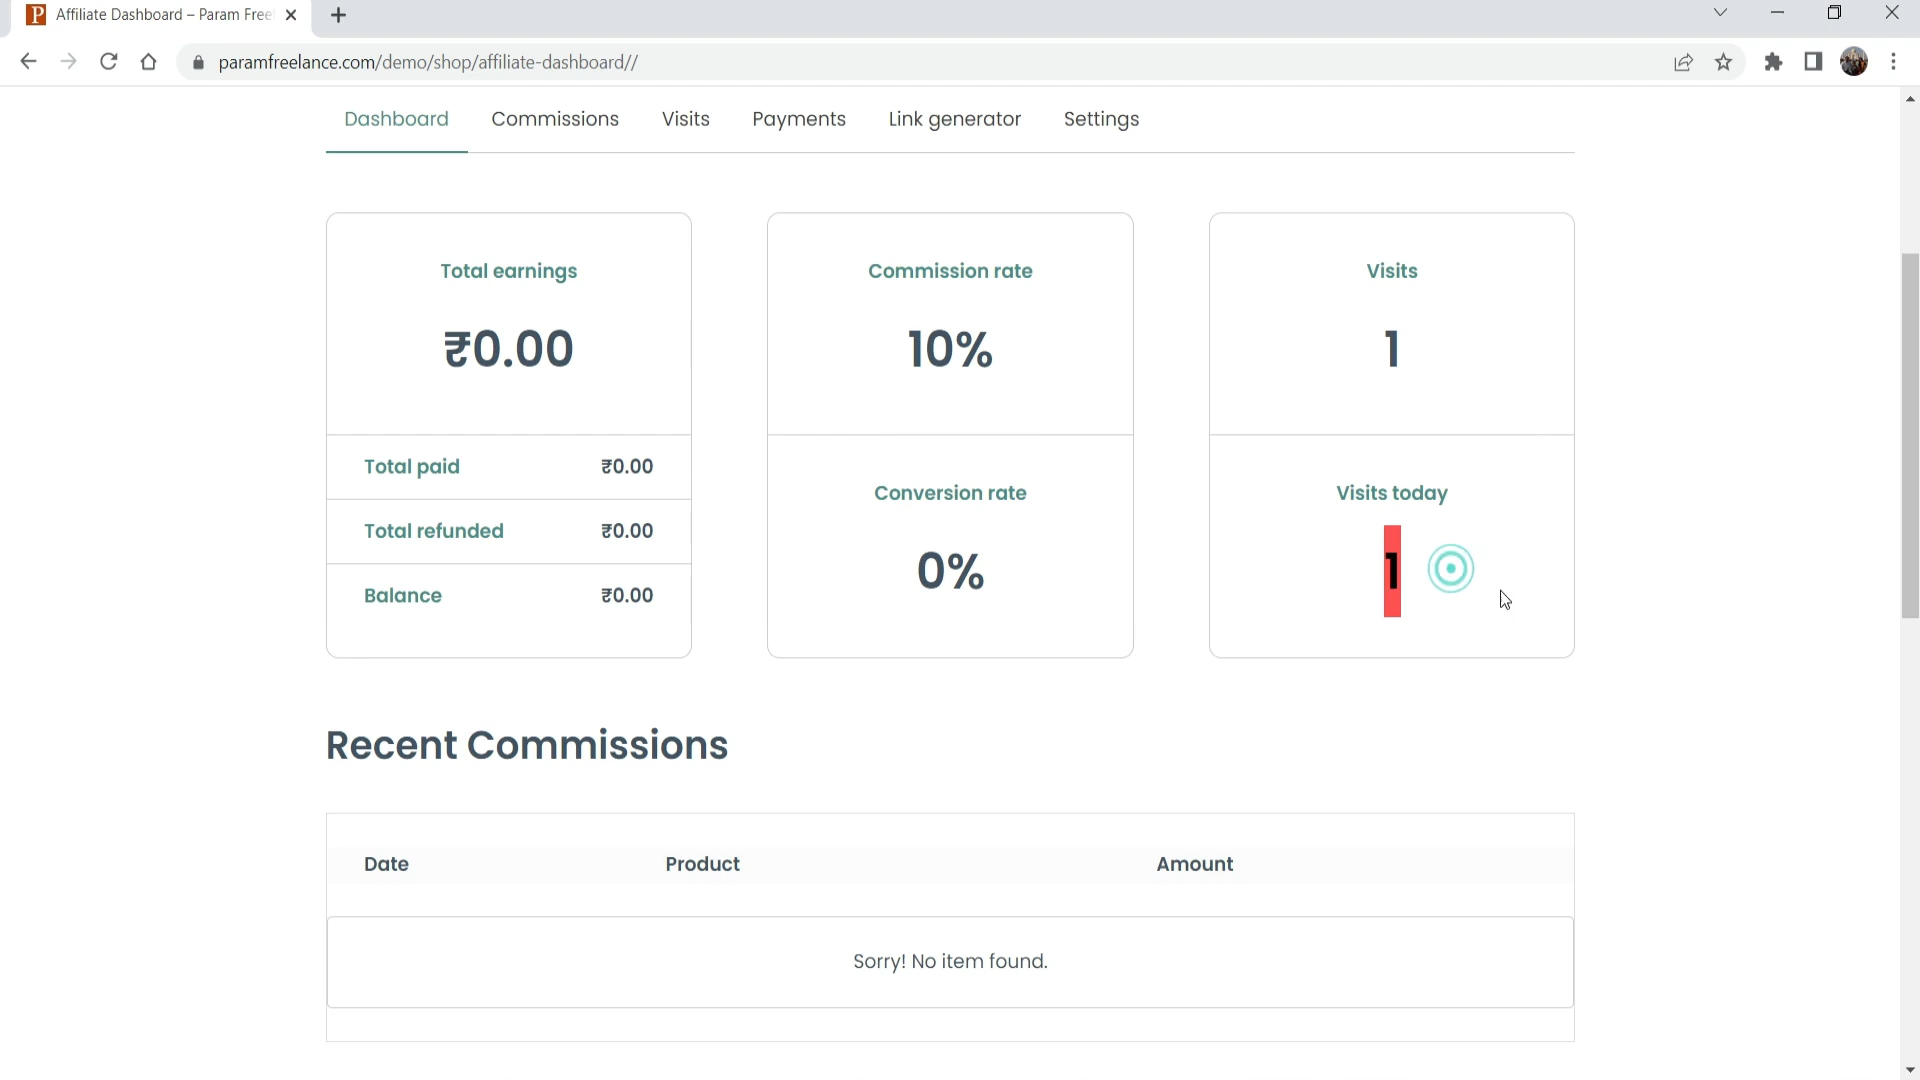 P Affiliate Dashboard – Param Free
paramfreelance.com/demo/shop/affiliate-dashboard//
Dashboard Commissions Visits Payments Link generator Settings
Total earnings
₹0.00
Total paid ₹0.00
Total refunded ₹0.00
Balance ₹0.00
Commission rate
10%
Conversion rate
0%
Visits
1
Visits today
1
Recent Commissions
Date Product Amount
Sorry! No item found.